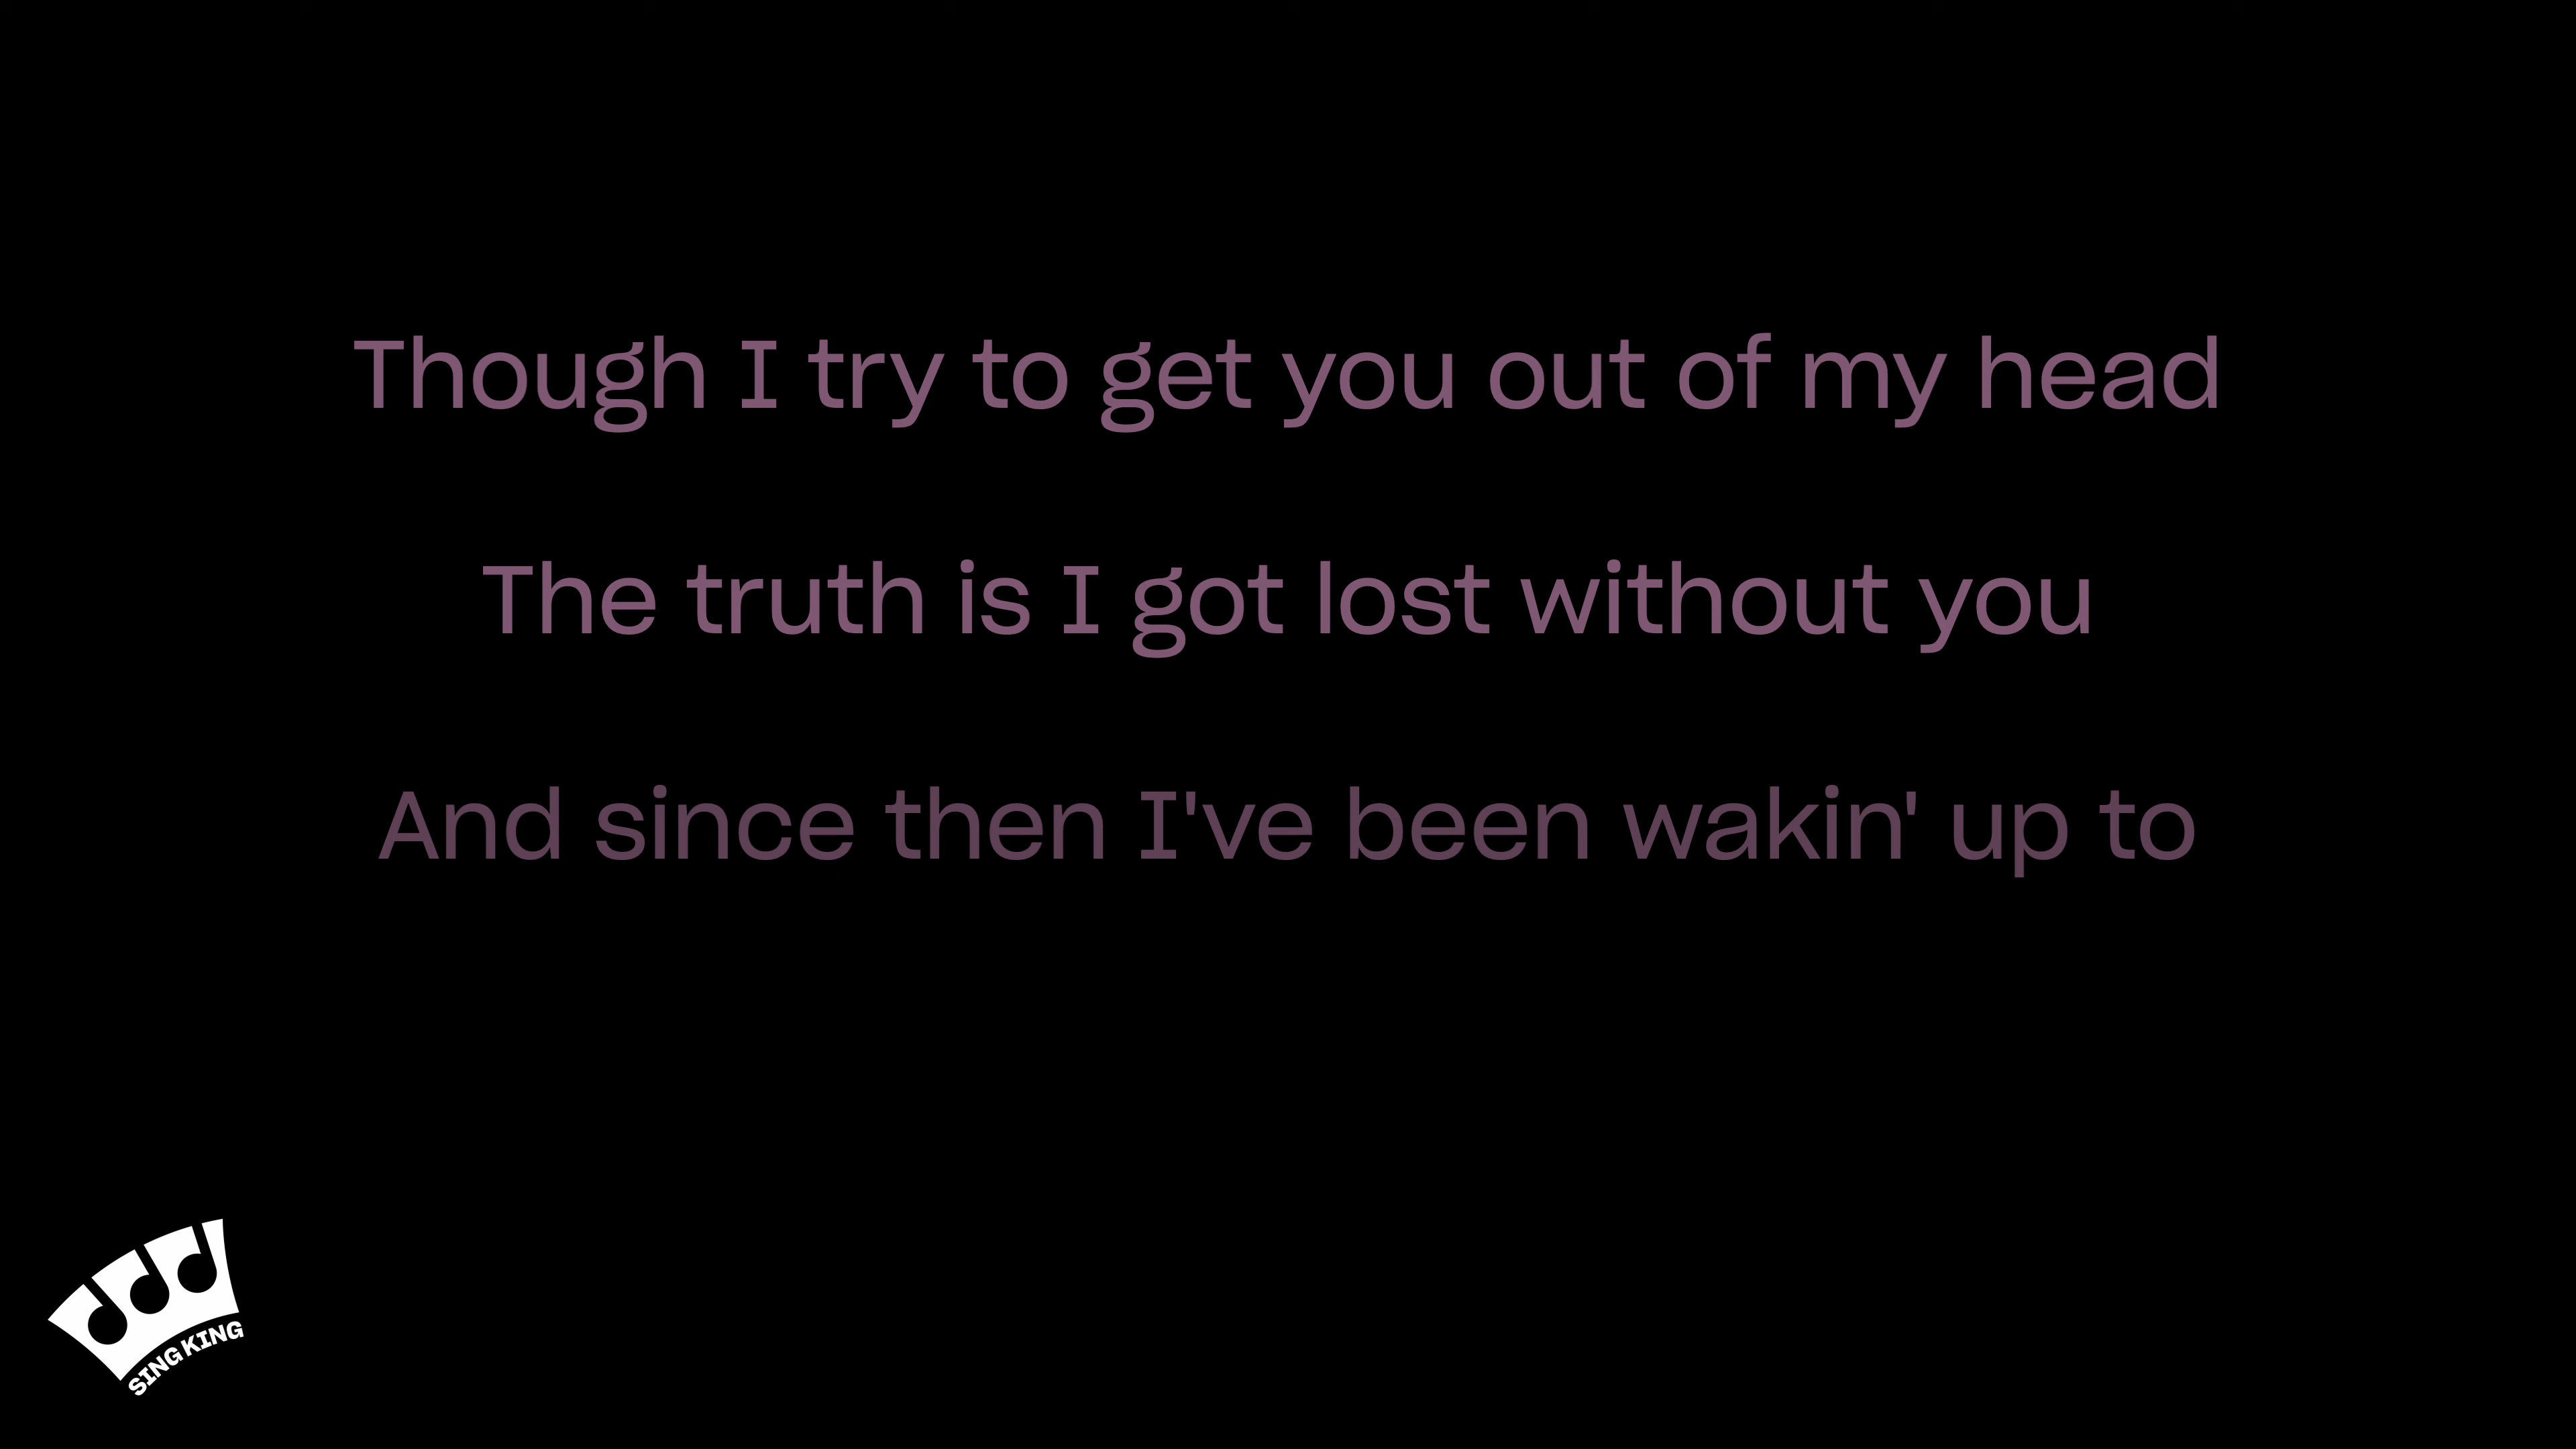 Though I try to get you out of my head
The truth is I got lost without you
And since then I've been wakin' up to
SING KING